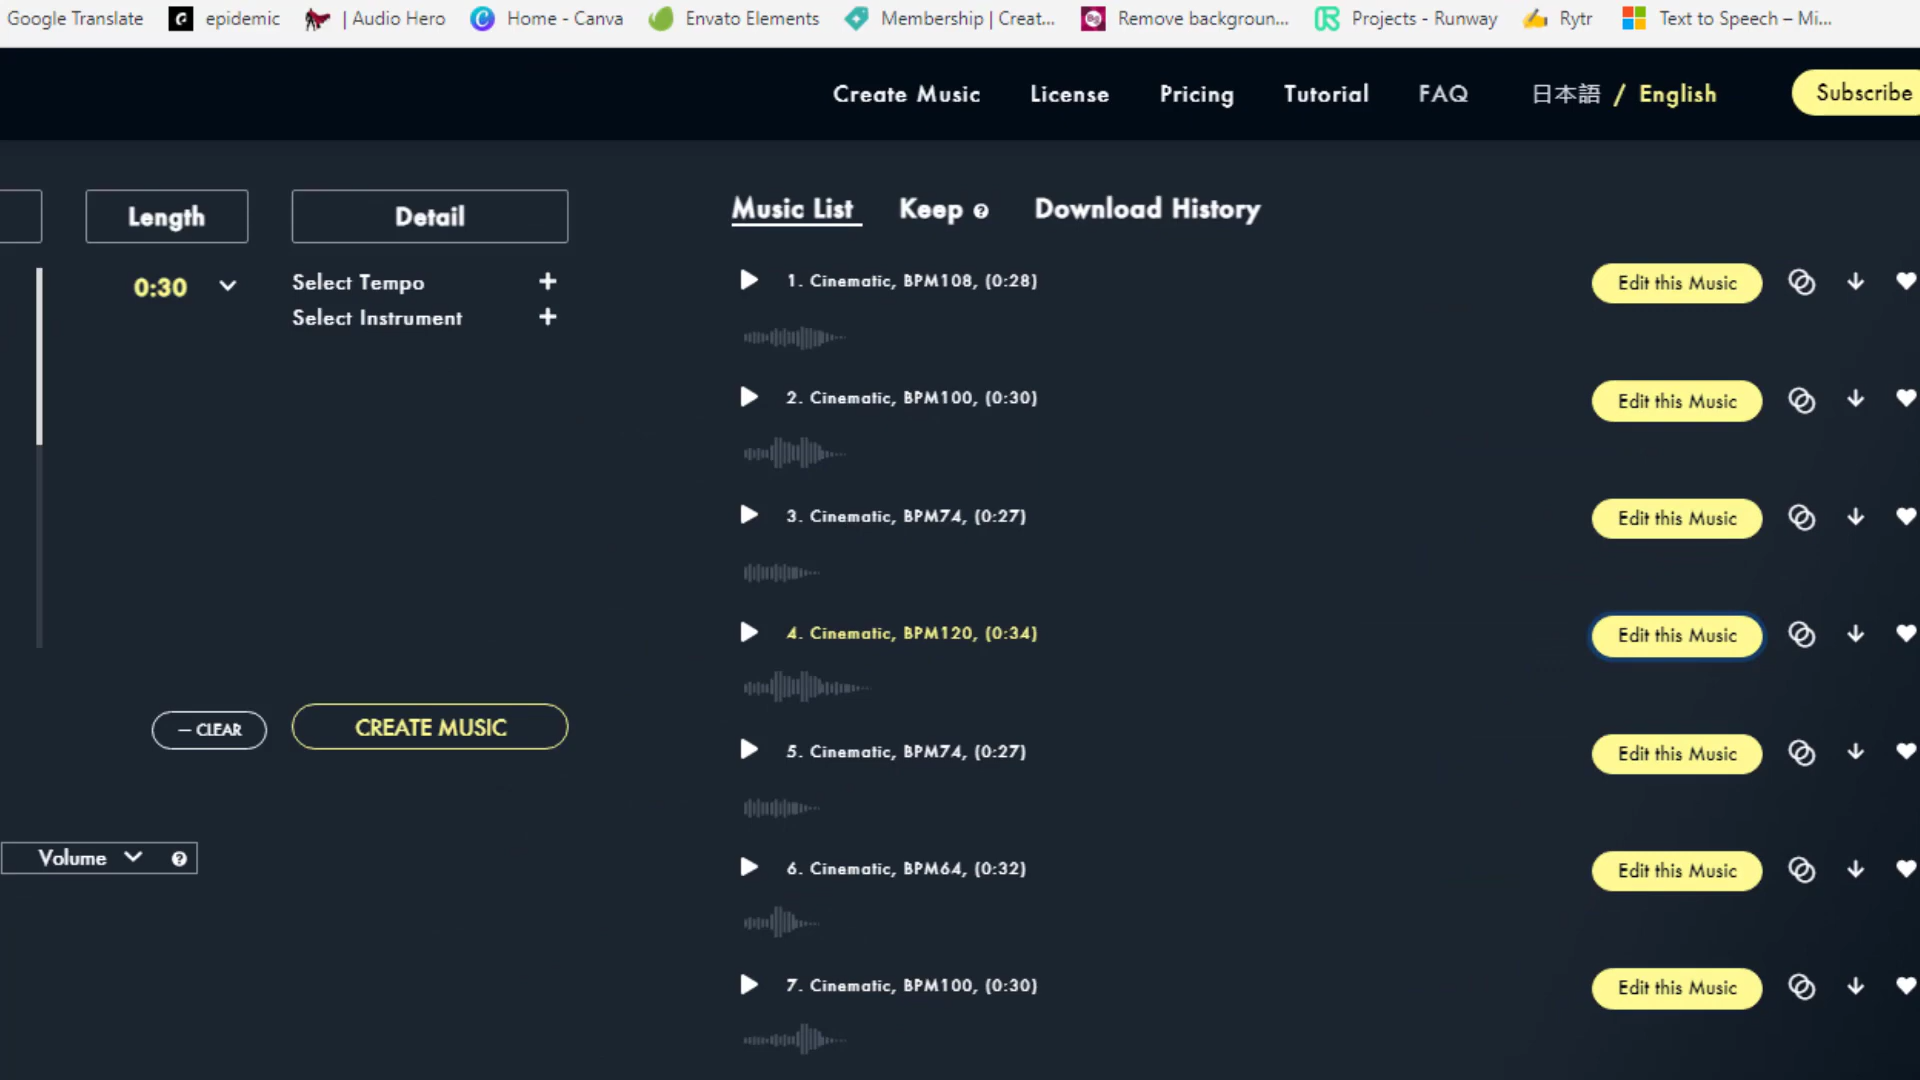 Google Translate epidemic | Audio Hero Home - Canva Envato Elements Membership | Creat... Remove backgroun... Projects - Runway Rytr Text to Speech – Mi...
Create Music License Pricing Tutorial FAQ 日本語 / English Subscribe
Length Detail
Music List Keep ? Download History
0:30
Select Tempo +
Select Instrument +
1. Cinematic, BPM108, (0:28) Edit this Music
2. Cinematic, BPM100, (0:30) Edit this Music
3. Cinematic, BPM74, (0:27) Edit this Music
4. Cinematic, BPM120, (0:34) Edit this Music
– CLEAR CREATE MUSIC
5. Cinematic, BPM74, (0:27) Edit this Music
Volume ?
6. Cinematic, BPM64, (0:32) Edit this Music
7. Cinematic, BPM100, (0:30) Edit this Music